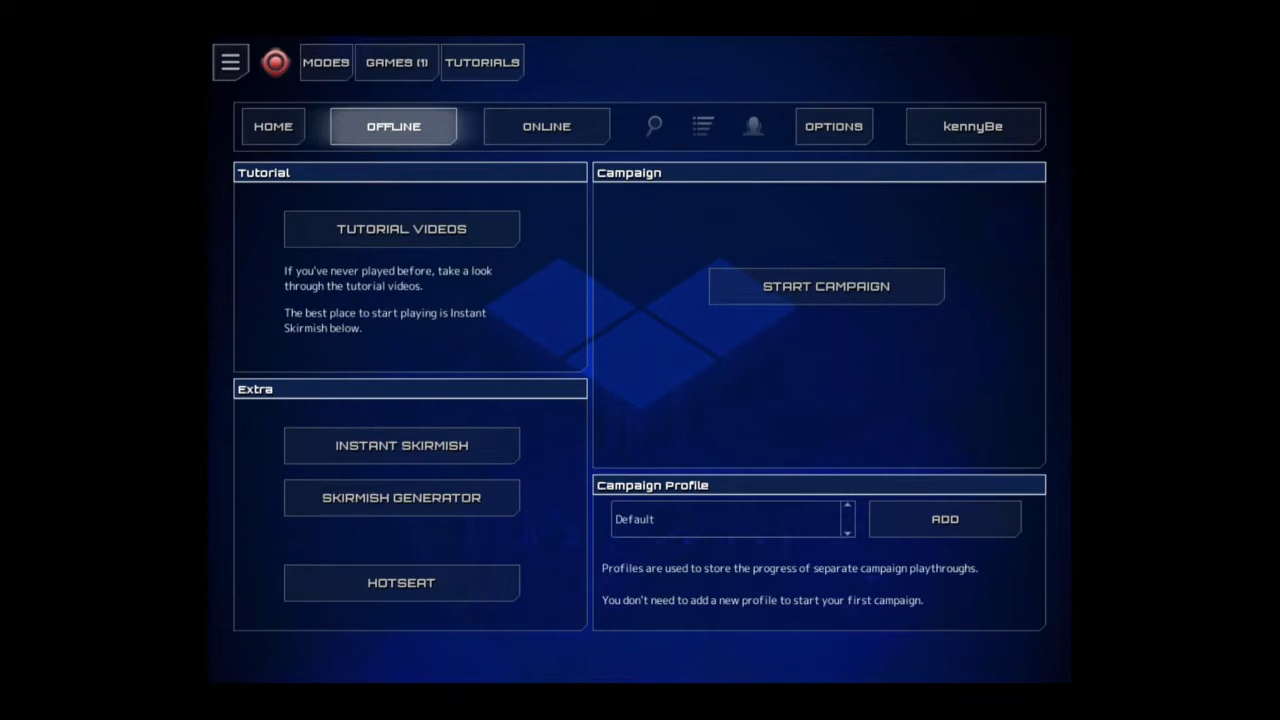 MODES GAMES (1) TUTORIALS
HOME OFFLINE ONLINE OPTIONS kennyBe
Tutorial
TUTORIAL VIDEOS
If you've never played before, take a look
through the tutorial videos.
The best place to start playing is Instant
Skirmish below.
Extra
INSTANT SKIRMISH
SKIRMISH GENERATOR
HOTSEAT
Campaign
START CAMPAIGN
Campaign Profile
Default ADD
Profiles are used to store the progress of separate campaign playthroughs.
You don't need to add a new profile to start your first campaign.